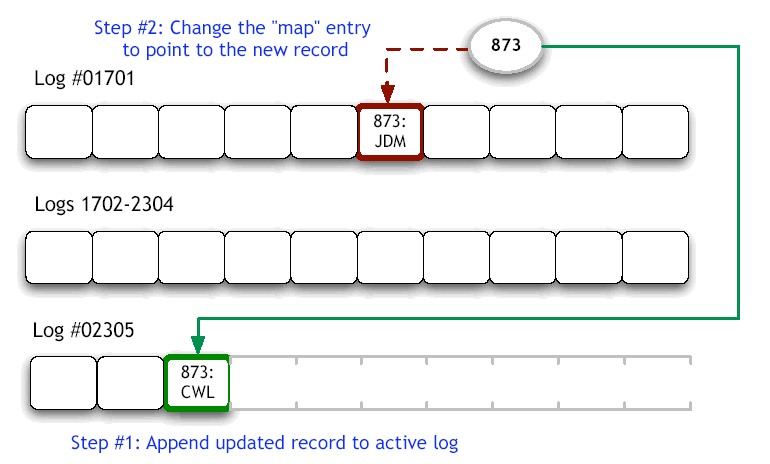 Step #2: Change the "map" entry
to point to the new record
873
Log #01701
873:
JDM
Logs 1702-2304
Log #02305
873:
CWL
Step #1: Append updated record to active log